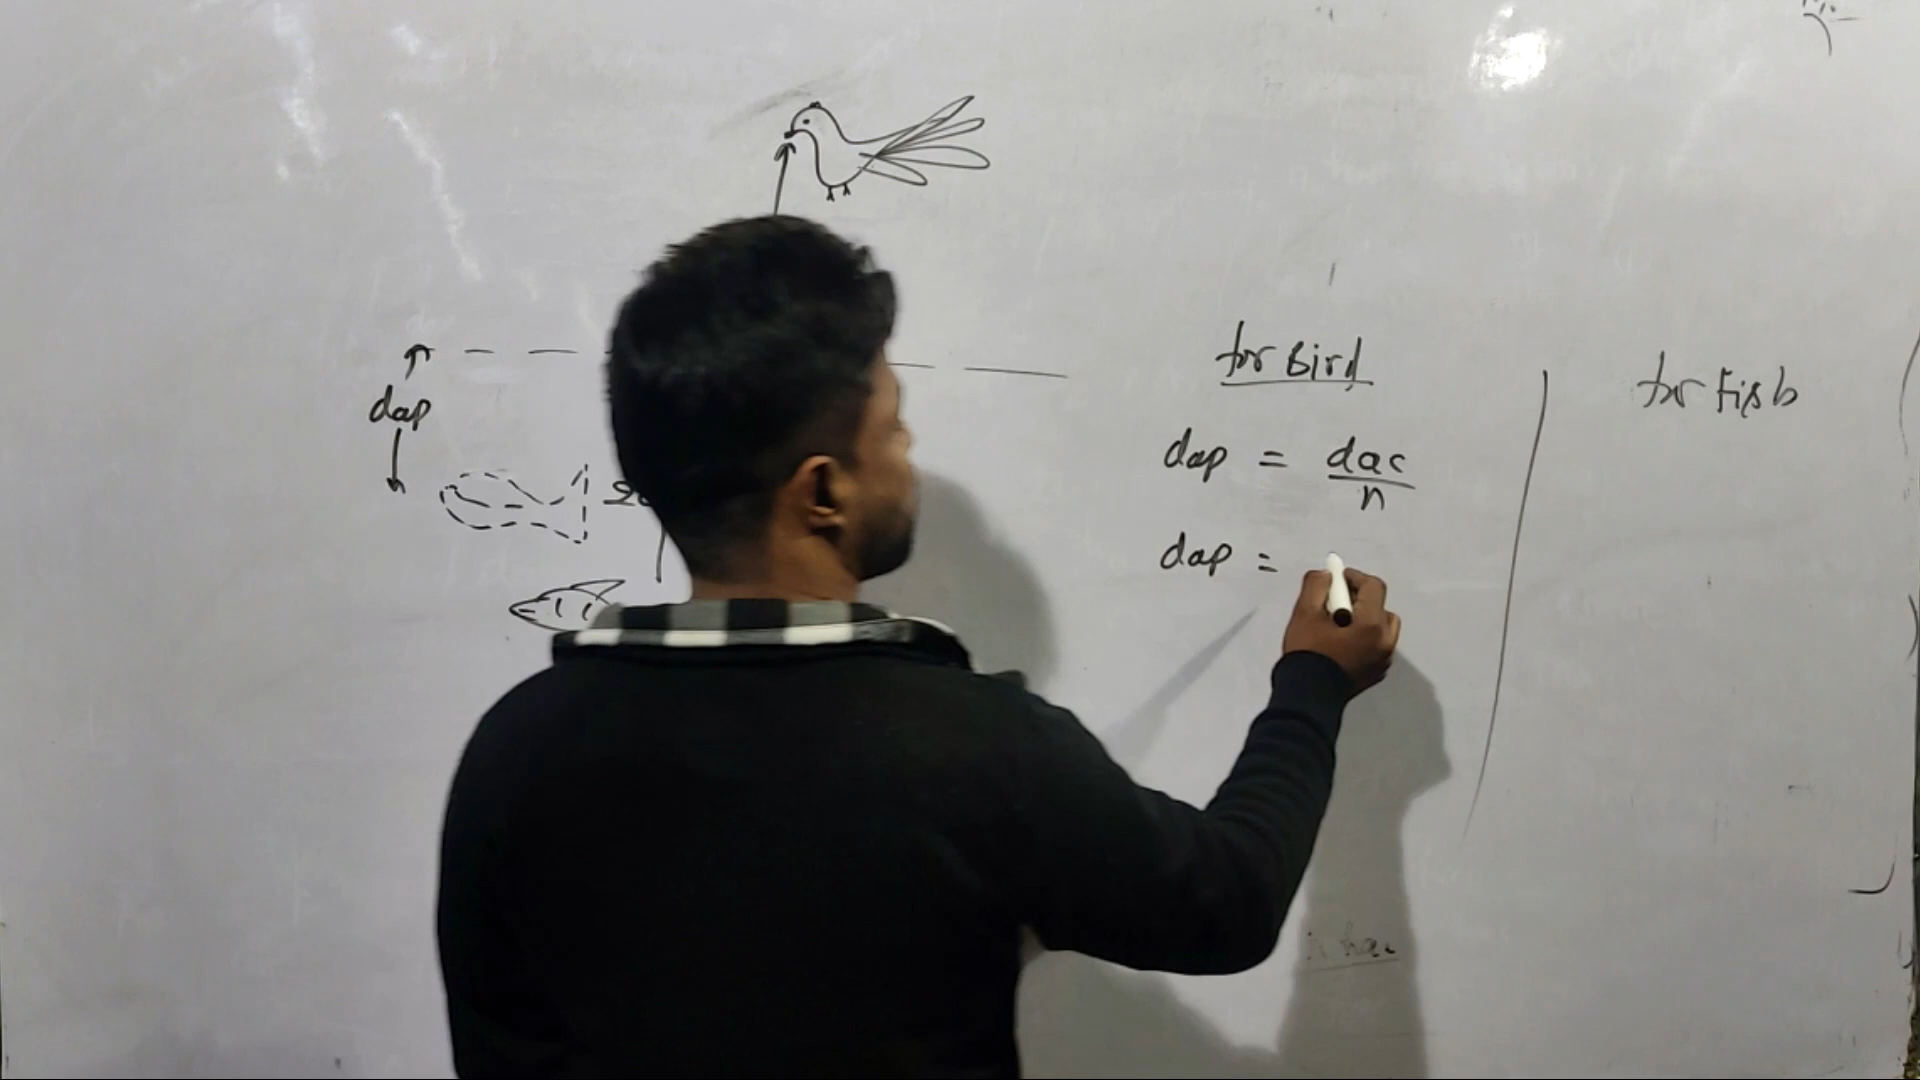 for Bird
for Fish
dap
dap = dac/n
dap =